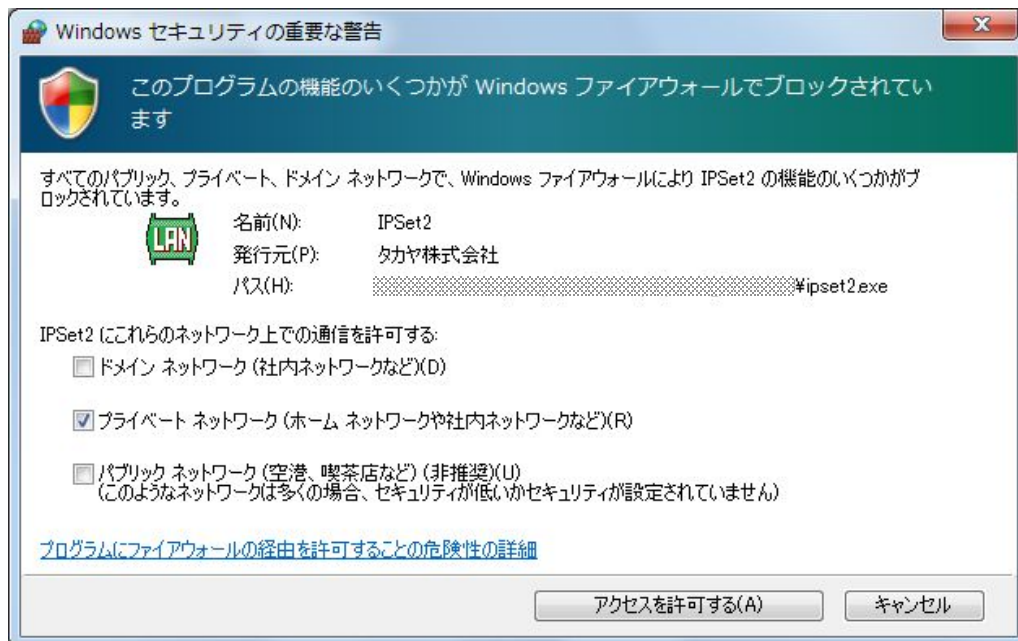 Windows セキュリティの重要な警告
このプログラムの機能のいくつかが Windows ファイアウォールでブロックされてい
ます
すべてのパブリック、プライベート、ドメイン ネットワークで、Windows ファイアウォールにより IPSet2 の機能のいくつかがブ
ロックされています。
LAN
名前(N): IPSet2
発行元(P): タカヤ株式会社
パス(H): ¥ipset2.exe
IPSet2 にこれらのネットワーク上での通信を許可する:
ドメイン ネットワーク (社内ネットワークなど)(D)
プライベート ネットワーク (ホーム ネットワークや社内ネットワークなど)(R)
パブリック ネットワーク (空港、喫茶店など) (非推奨)(U)
(このようなネットワークは多くの場合、セキュリティが低いかセキュリティが設定されていません)
プログラムにファイアウォールの経由を許可することの危険性の詳細
アクセスを許可する(A) キャンセル